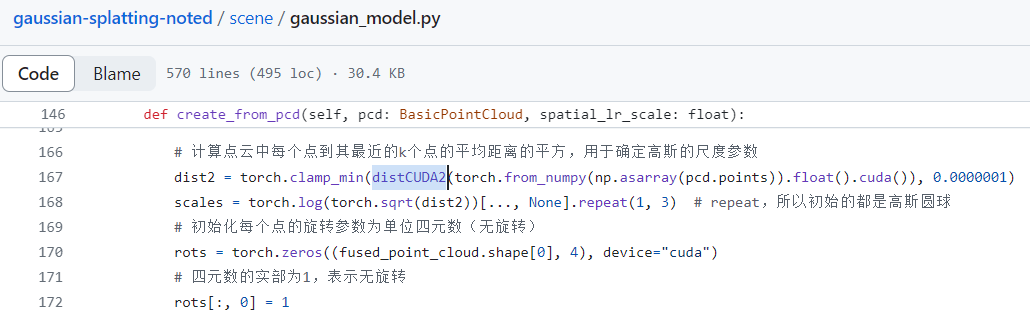 gaussian-splatting-noted / scene / gaussian_model.py
Code Blame 570 lines (495 loc) · 30.4 KB
146 def create_from_pcd(self, pcd: BasicPointCloud, spatial_lr_scale: float):
165
166 # 计算点云中每个点到其最近的k个点的平均距离的平方，用于确定高斯的尺度参数
167 dist2 = torch.clamp_min(distCUDA2(torch.from_numpy(np.asarray(pcd.points)).float().cuda()), 0.0000001)
168 scales = torch.log(torch.sqrt(dist2))[..., None].repeat(1, 3) # repeat，所以初始的都是高斯圆球
169 # 初始化每个点的旋转参数为单位四元数（无旋转）
170 rots = torch.zeros((fused_point_cloud.shape[0], 4), device="cuda")
171 # 四元数的实部为1，表示无旋转
172 rots[:, 0] = 1